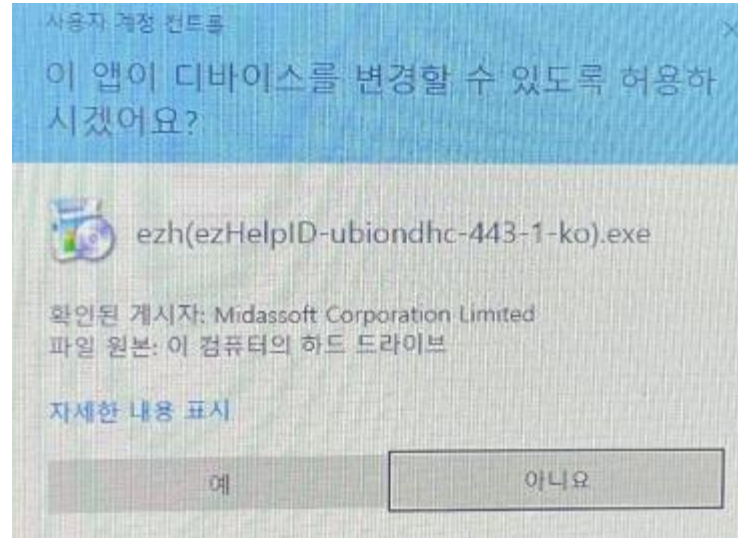 사용자 계정 컨트롤
이 앱이 디바이스를 변경할 수 있도록 허용하
시겠어요?
ezh(ezHelpID-ubiondhc-443-1-ko).exe
확인된 게시자: Midassoft Corporation Limited
파일 원본: 이 컴퓨터의 하드 드라이브
자세한 내용 표시
예
아니요